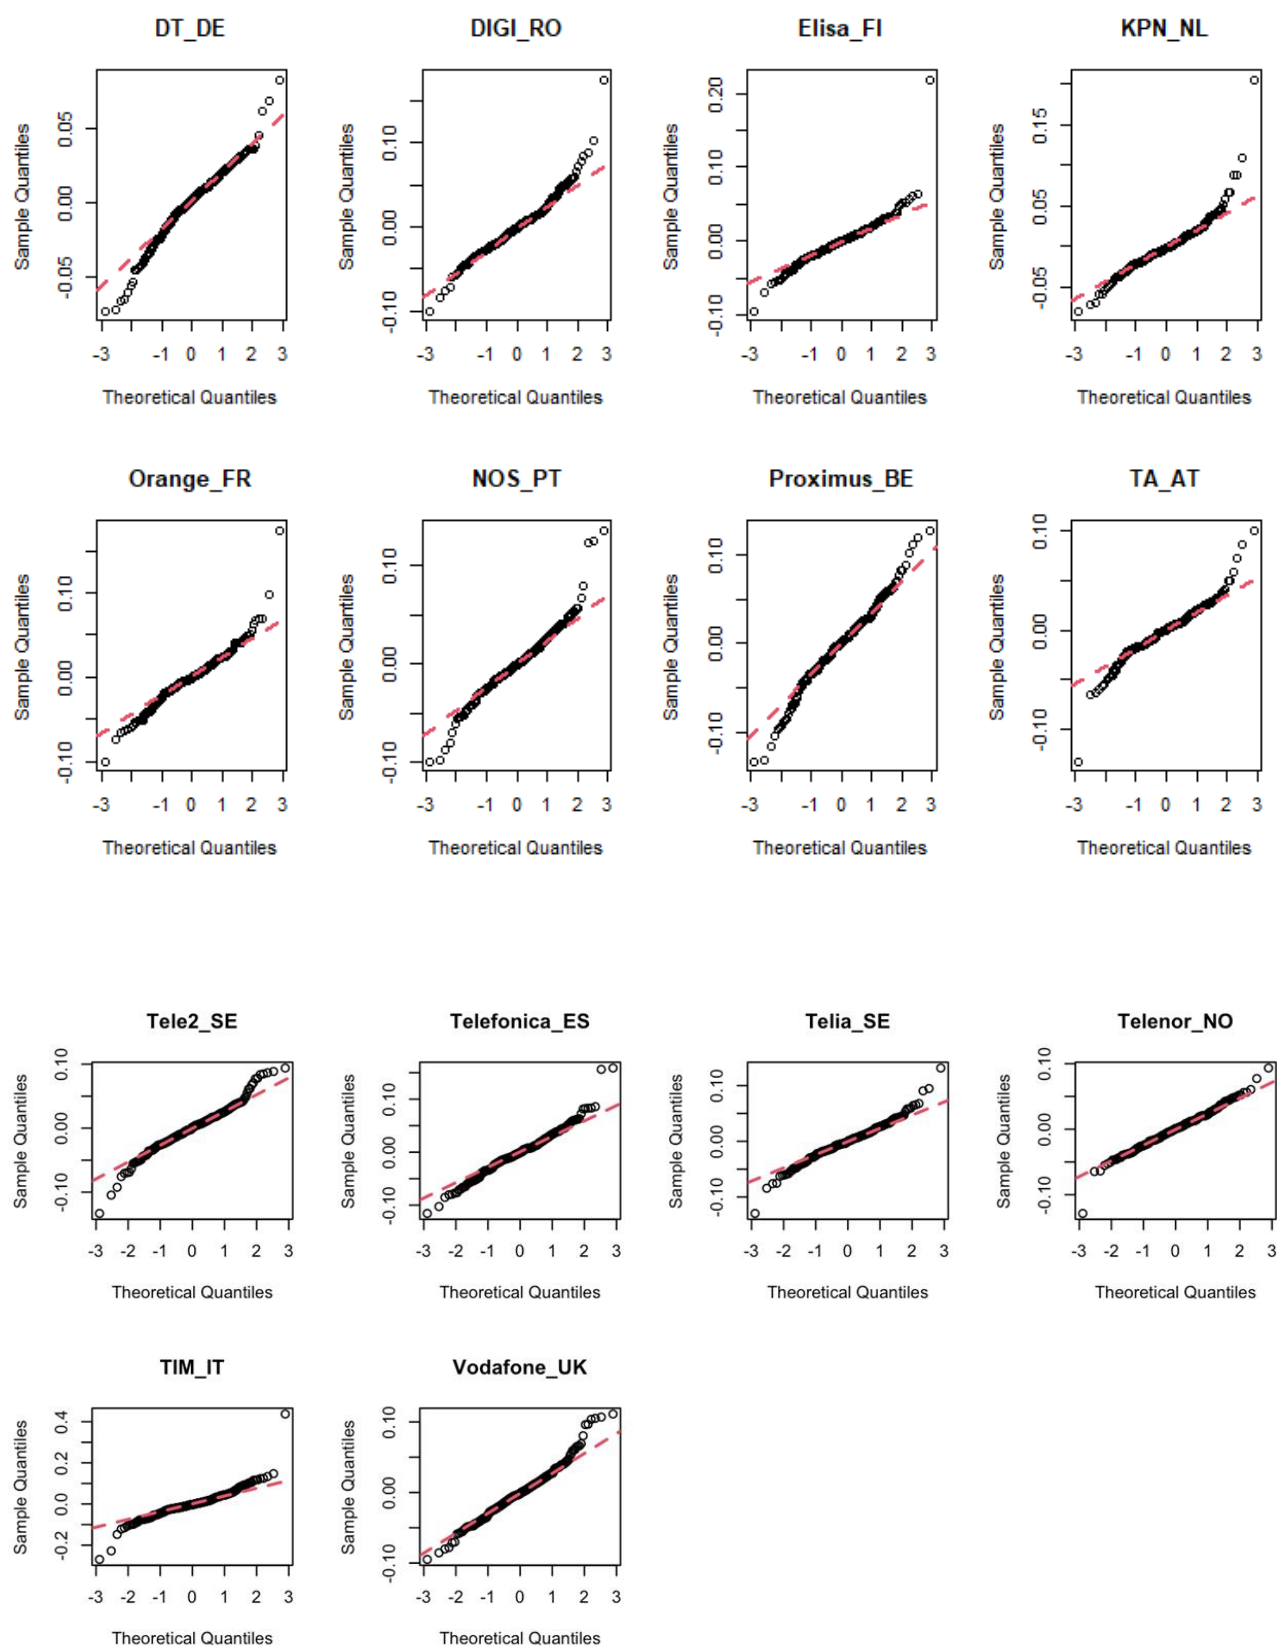 DT_DE
DIGI_RO
Elisa_FI
KPN_NL
Sample Quantiles
-0.05 0.00 0.05
Sample Quantiles
-0.10 0.00 0.10
Sample Quantiles
-0.10 0.00 0.10 0.20
Sample Quantiles
-0.05 0.05 0.15
-3 -1 0 1 2 3
-3 -1 0 1 2 3
-3 -1 0 1 2 3
-3 -1 0 1 2 3
Theoretical Quantiles
Theoretical Quantiles
Theoretical Quantiles
Theoretical Quantiles
Orange_FR
NOS_PT
Proximus_BE
TA_AT
Sample Quantiles
-0.10 0.00 0.10
Sample Quantiles
-0.10 0.00 0.10
Sample Quantiles
-0.10 0.00 0.10
Sample Quantiles
-0.10 0.00 0.10
-3 -1 0 1 2 3
-3 -1 0 1 2 3
-3 -1 0 1 2 3
-3 -1 0 1 2 3
Theoretical Quantiles
Theoretical Quantiles
Theoretical Quantiles
Theoretical Quantiles
Tele2_SE
Telefonica_ES
Telia_SE
Telenor_NO
Sample Quantiles
-0.10 0.00 0.10
Sample Quantiles
-0.10 0.00 0.10
Sample Quantiles
-0.10 0.00 0.10
Sample Quantiles
-0.10 0.00 0.10
-3 -2 -1 0 1 2 3
-3 -2 -1 0 1 2 3
-3 -2 -1 0 1 2 3
-3 -2 -1 0 1 2 3
Theoretical Quantiles
Theoretical Quantiles
Theoretical Quantiles
Theoretical Quantiles
TIM_IT
Vodafone_UK
Sample Quantiles
-0.2 0.0 0.2 0.4
Sample Quantiles
-0.10 0.00 0.10
-3 -2 -1 0 1 2 3
-3 -2 -1 0 1 2 3
Theoretical Quantiles
Theoretical Quantiles